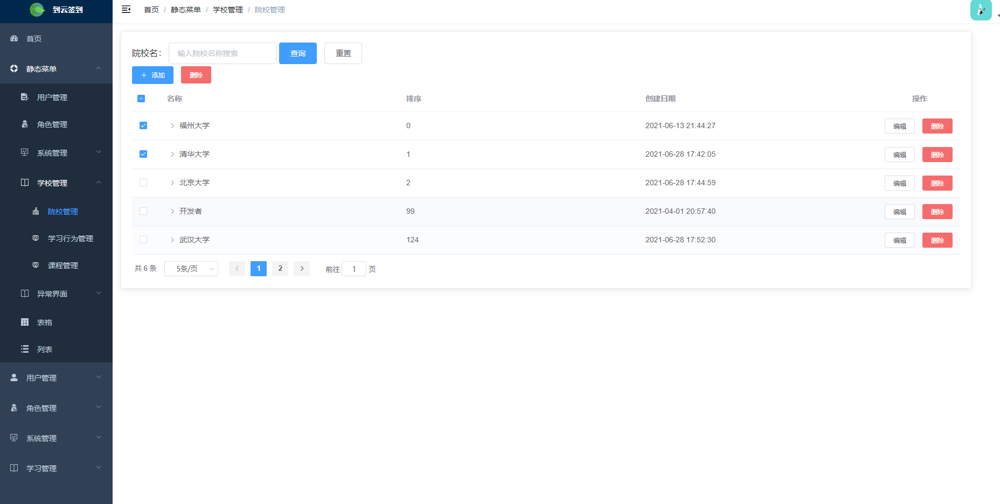 到云签到
首页
静态菜单
用户管理
角色管理
系统管理
学校管理
院校管理
学习行为管理
课程管理
异常界面
表格
列表
用户管理
角色管理
系统管理
学习管理
首页 / 静态菜单 / 学校管理 / 院校管理
院校名： 输入院校名称搜索 查询 重置
添加 删除
名称 排序 创建日期 操作
福州大学 0 2021-06-13 21:44:27 编辑 删除
清华大学 1 2021-06-28 17:42:05 编辑 删除
北京大学 2 2021-06-28 17:44:59 编辑 删除
开发者 99 2021-04-01 20:57:40 编辑 删除
武汉大学 124 2021-06-28 17:52:30 编辑 删除
共 6 条 5条/页 1 2 前往 1 页